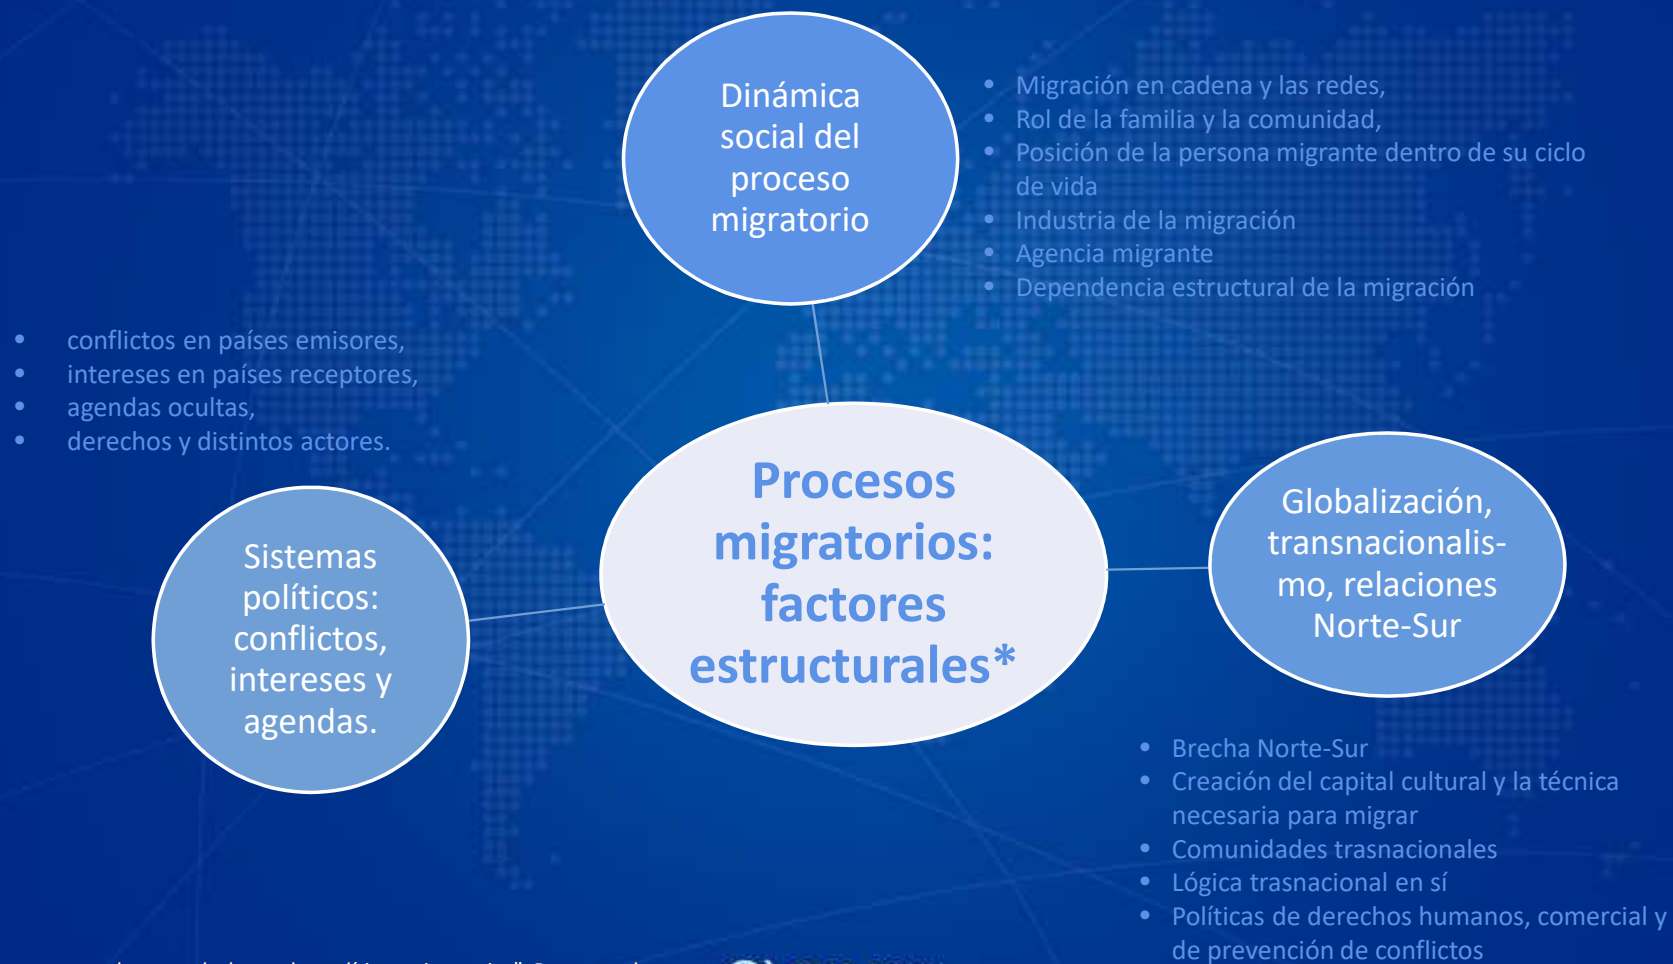 Dinámica
social del
proceso
migratorio
• Migración en cadena y las redes,
• Rol de la familia y la comunidad,
• Posición de la persona migrante dentro de su ciclo
de vida
• Industria de la migración
• Agencia migrante
• Dependencia estructural de la migración
• conflictos en países emisores,
• intereses en países receptores,
• agendas ocultas,
• derechos y distintos actores.
Procesos
migratorios:
factores
estructurales*
Globalización,
transnacionalis-
mo, relaciones
Norte-Sur
Sistemas
políticos:
conflictos,
intereses y
agendas.
• Brecha Norte-Sur
• Creación del capital cultural y la técnica
necesaria para migrar
• Comunidades trasnacionales
• Lógica trasnacional en sí
• Políticas de derechos humanos, comercial y
de prevención de conflictos